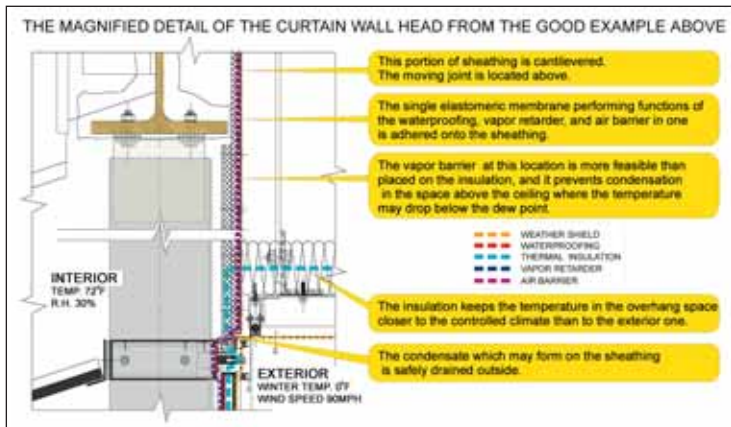 THE MAGNIFIED DETAIL OF THE CURTAIN WALL HEAD FROM THE GOOD EXAMPLE ABOVE
This portion of sheathing is cantilevered.
The moving joint is located above.
The single elastomeric membrane performing functions of
the waterproofing, vapor retarder, and air barrier in one
is adhered onto the sheathing.
The vapor barrier at this location is more feasible than
placed on the insulation, and it prevents condensation
in the space above the ceiling where the temperature
may drop below the dew point.
WEATHER SHIELD
WATERPROOFING
THERMAL INSULATION
VAPOR RETARDER
AIR BARRIER
INTERIOR
TEMP. 72°F
R.H. 30%
The insulation keeps the temperature in the overhang space
closer to the controlled climate than to the exterior one.
The condensate which may form on the sheathing
is safely drained outside.
EXTERIOR
WINTER TEMP. 0°F
WIND SPEED 90MPH